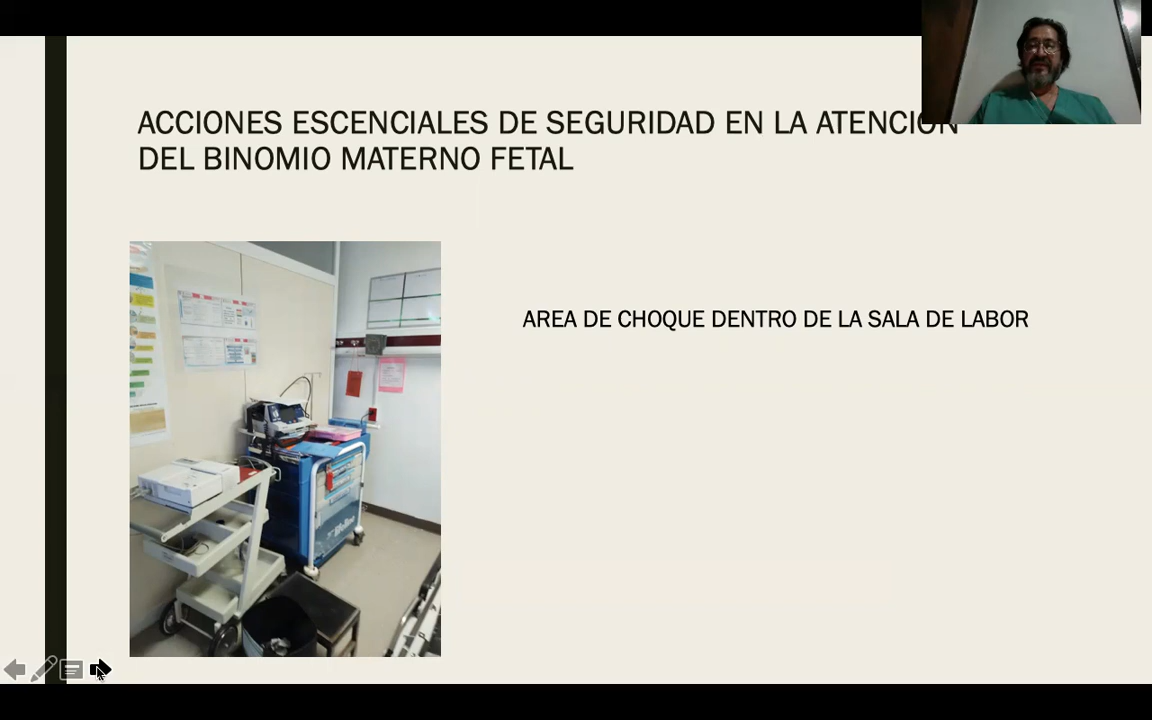 ACCIONES ESCENCIALES DE SEGURIDAD EN LA ATENCION
DEL BINOMIO MATERNO FETAL
AREA DE CHOQUE DENTRO DE LA SALA DE LABOR